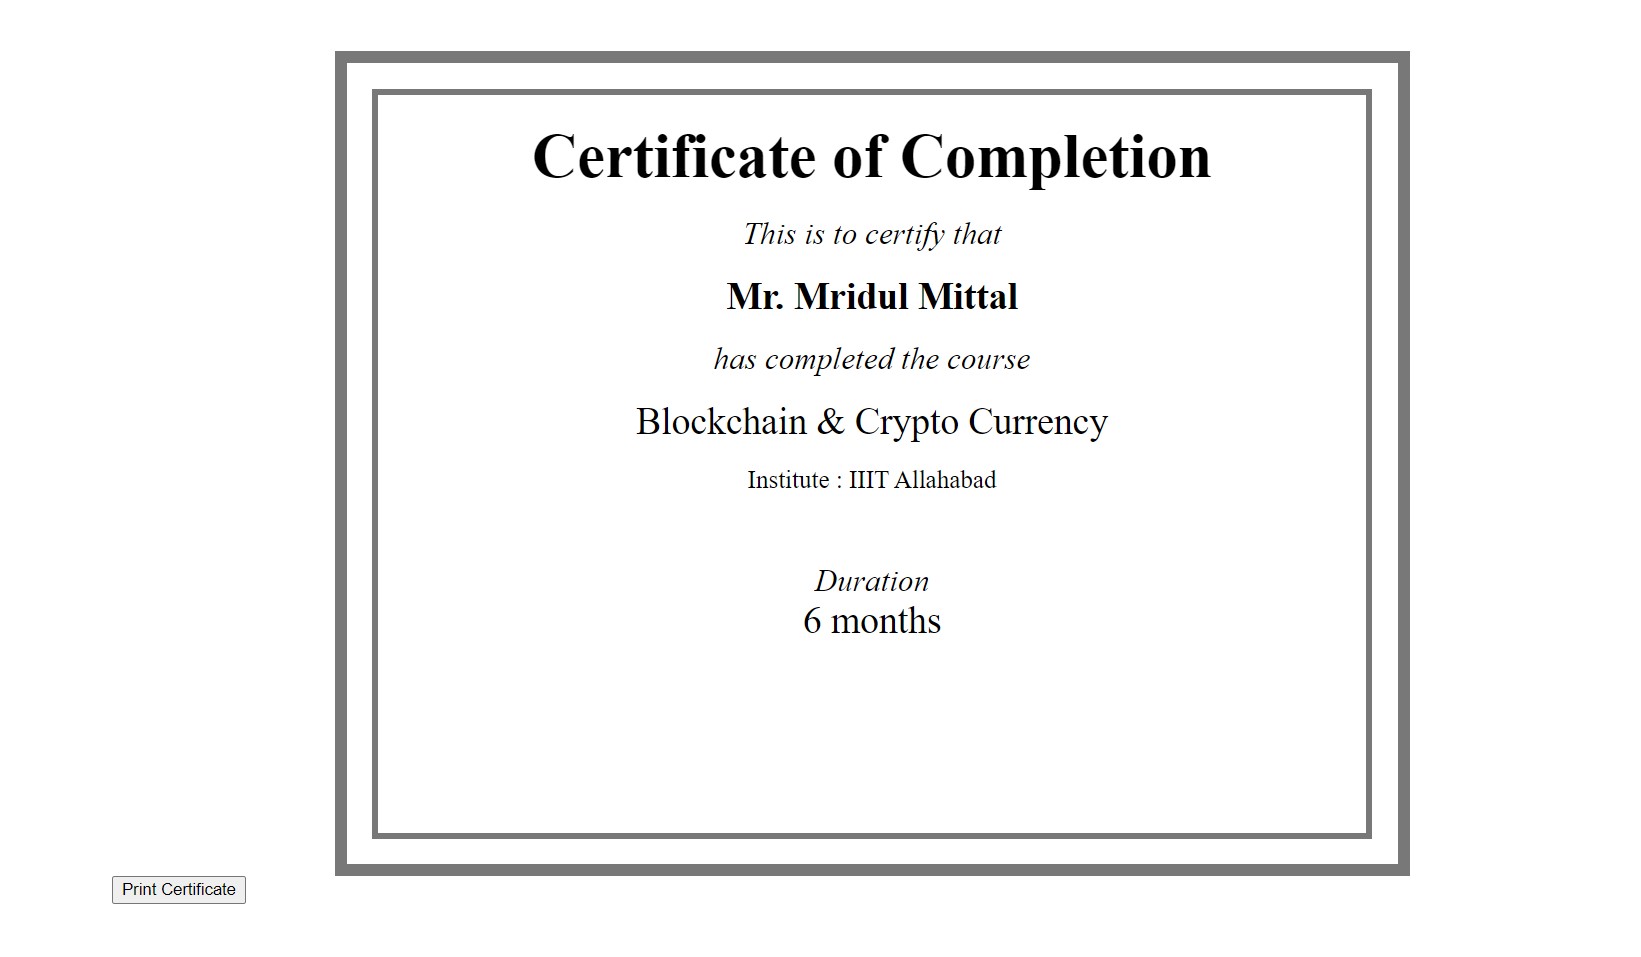 Certificate of Completion
This is to certify that
Mr. Mridul Mittal
has completed the course
Blockchain & Crypto Currency
Institute : IIIT Allahabad
Duration
6 months
Print Certificate